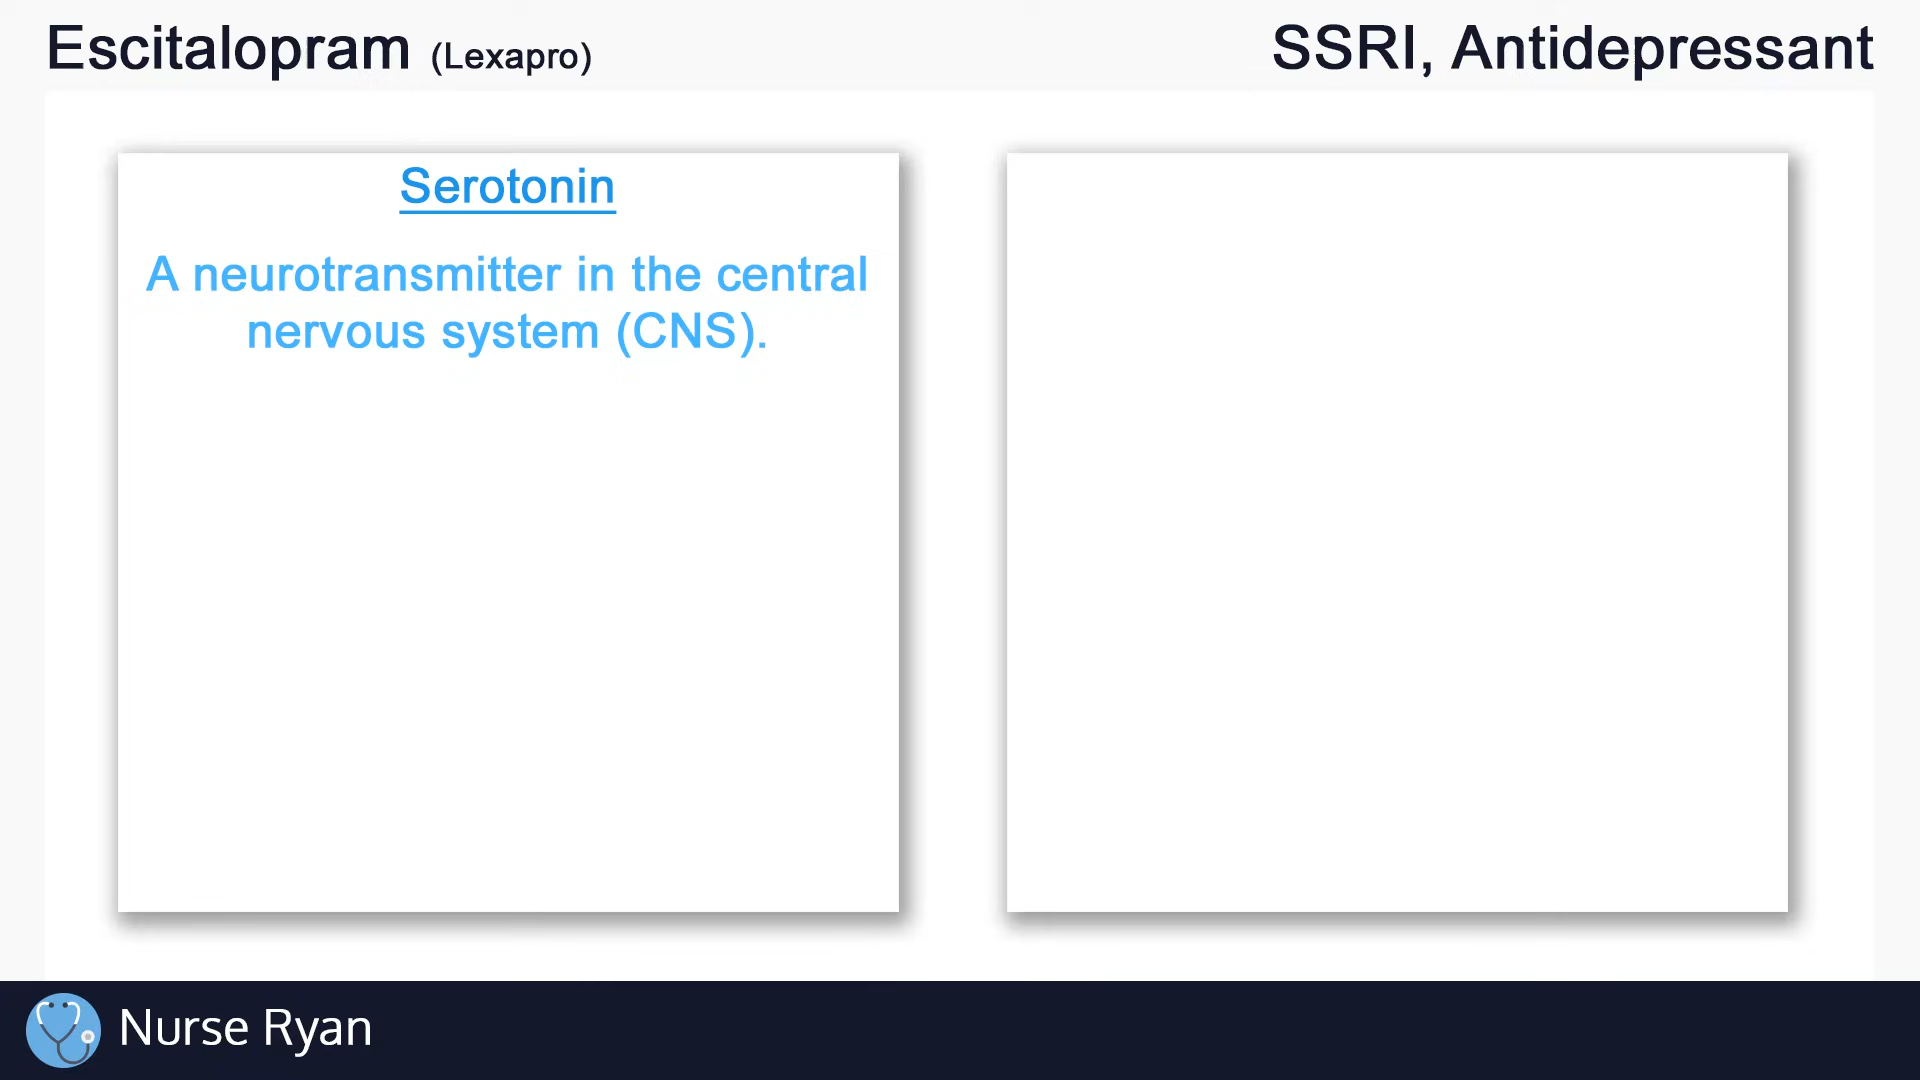 Escitalopram (Lexapro)
SSRI, Antidepressant
Serotonin
A neurotransmitter in the central
nervous system (CNS).
Nurse Ryan